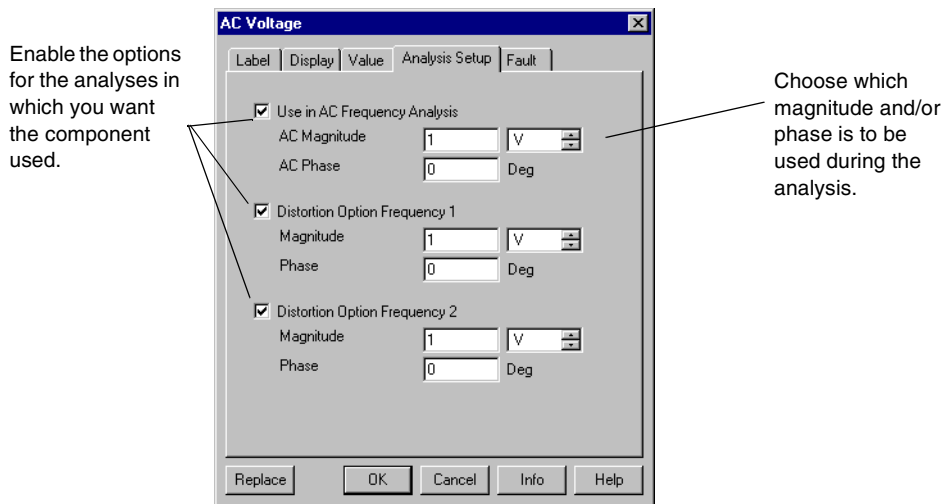 AC Voltage
Enable the options
for the analyses in
which you want
the component
used.
Label Display Value Analysis Setup Fault
Use in AC Frequency Analysis
AC Magnitude 1 V
AC Phase 0 Deg
Distortion Option Frequency 1
Magnitude 1 V
Phase 0 Deg
Distortion Option Frequency 2
Magnitude 1 V
Phase 0 Deg
Choose which
magnitude and/or
phase is to be
used during the
analysis.
Replace OK Cancel Info Help